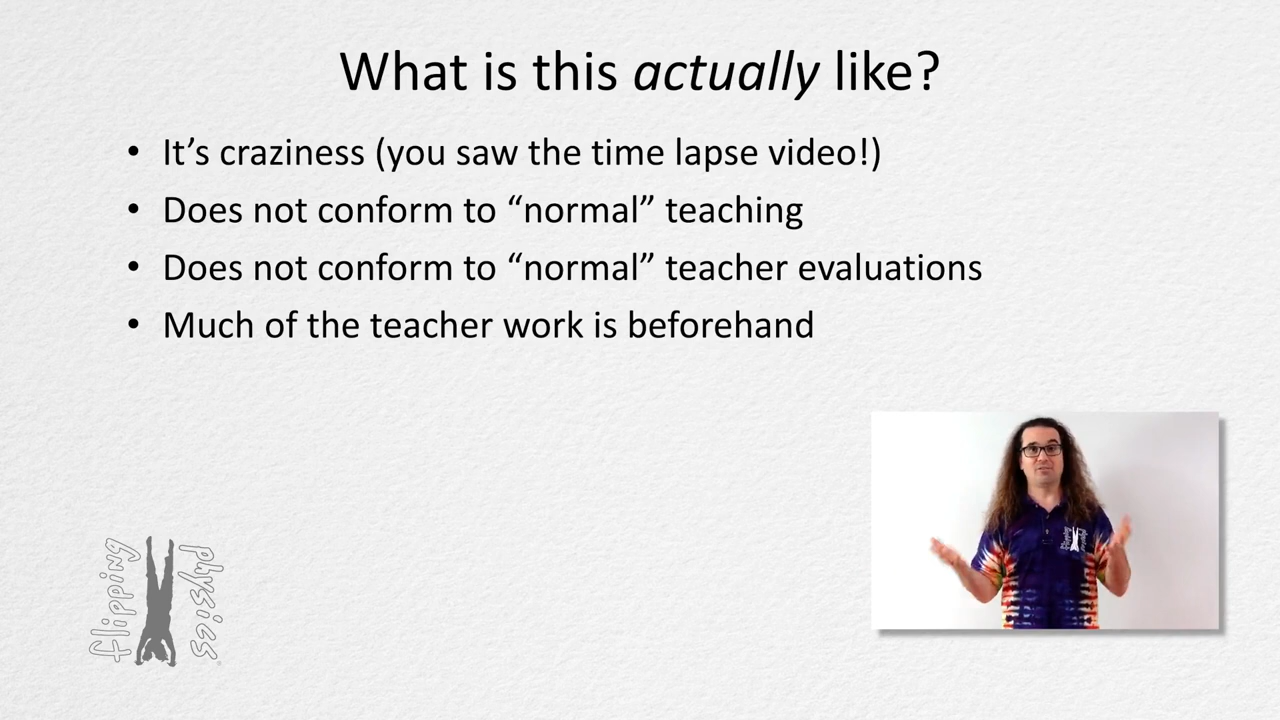 What is this actually like?
• It’s craziness (you saw the time lapse video!)
• Does not conform to “normal” teaching
• Does not conform to “normal” teacher evaluations
• Much of the teacher work is beforehand
flipping
physics